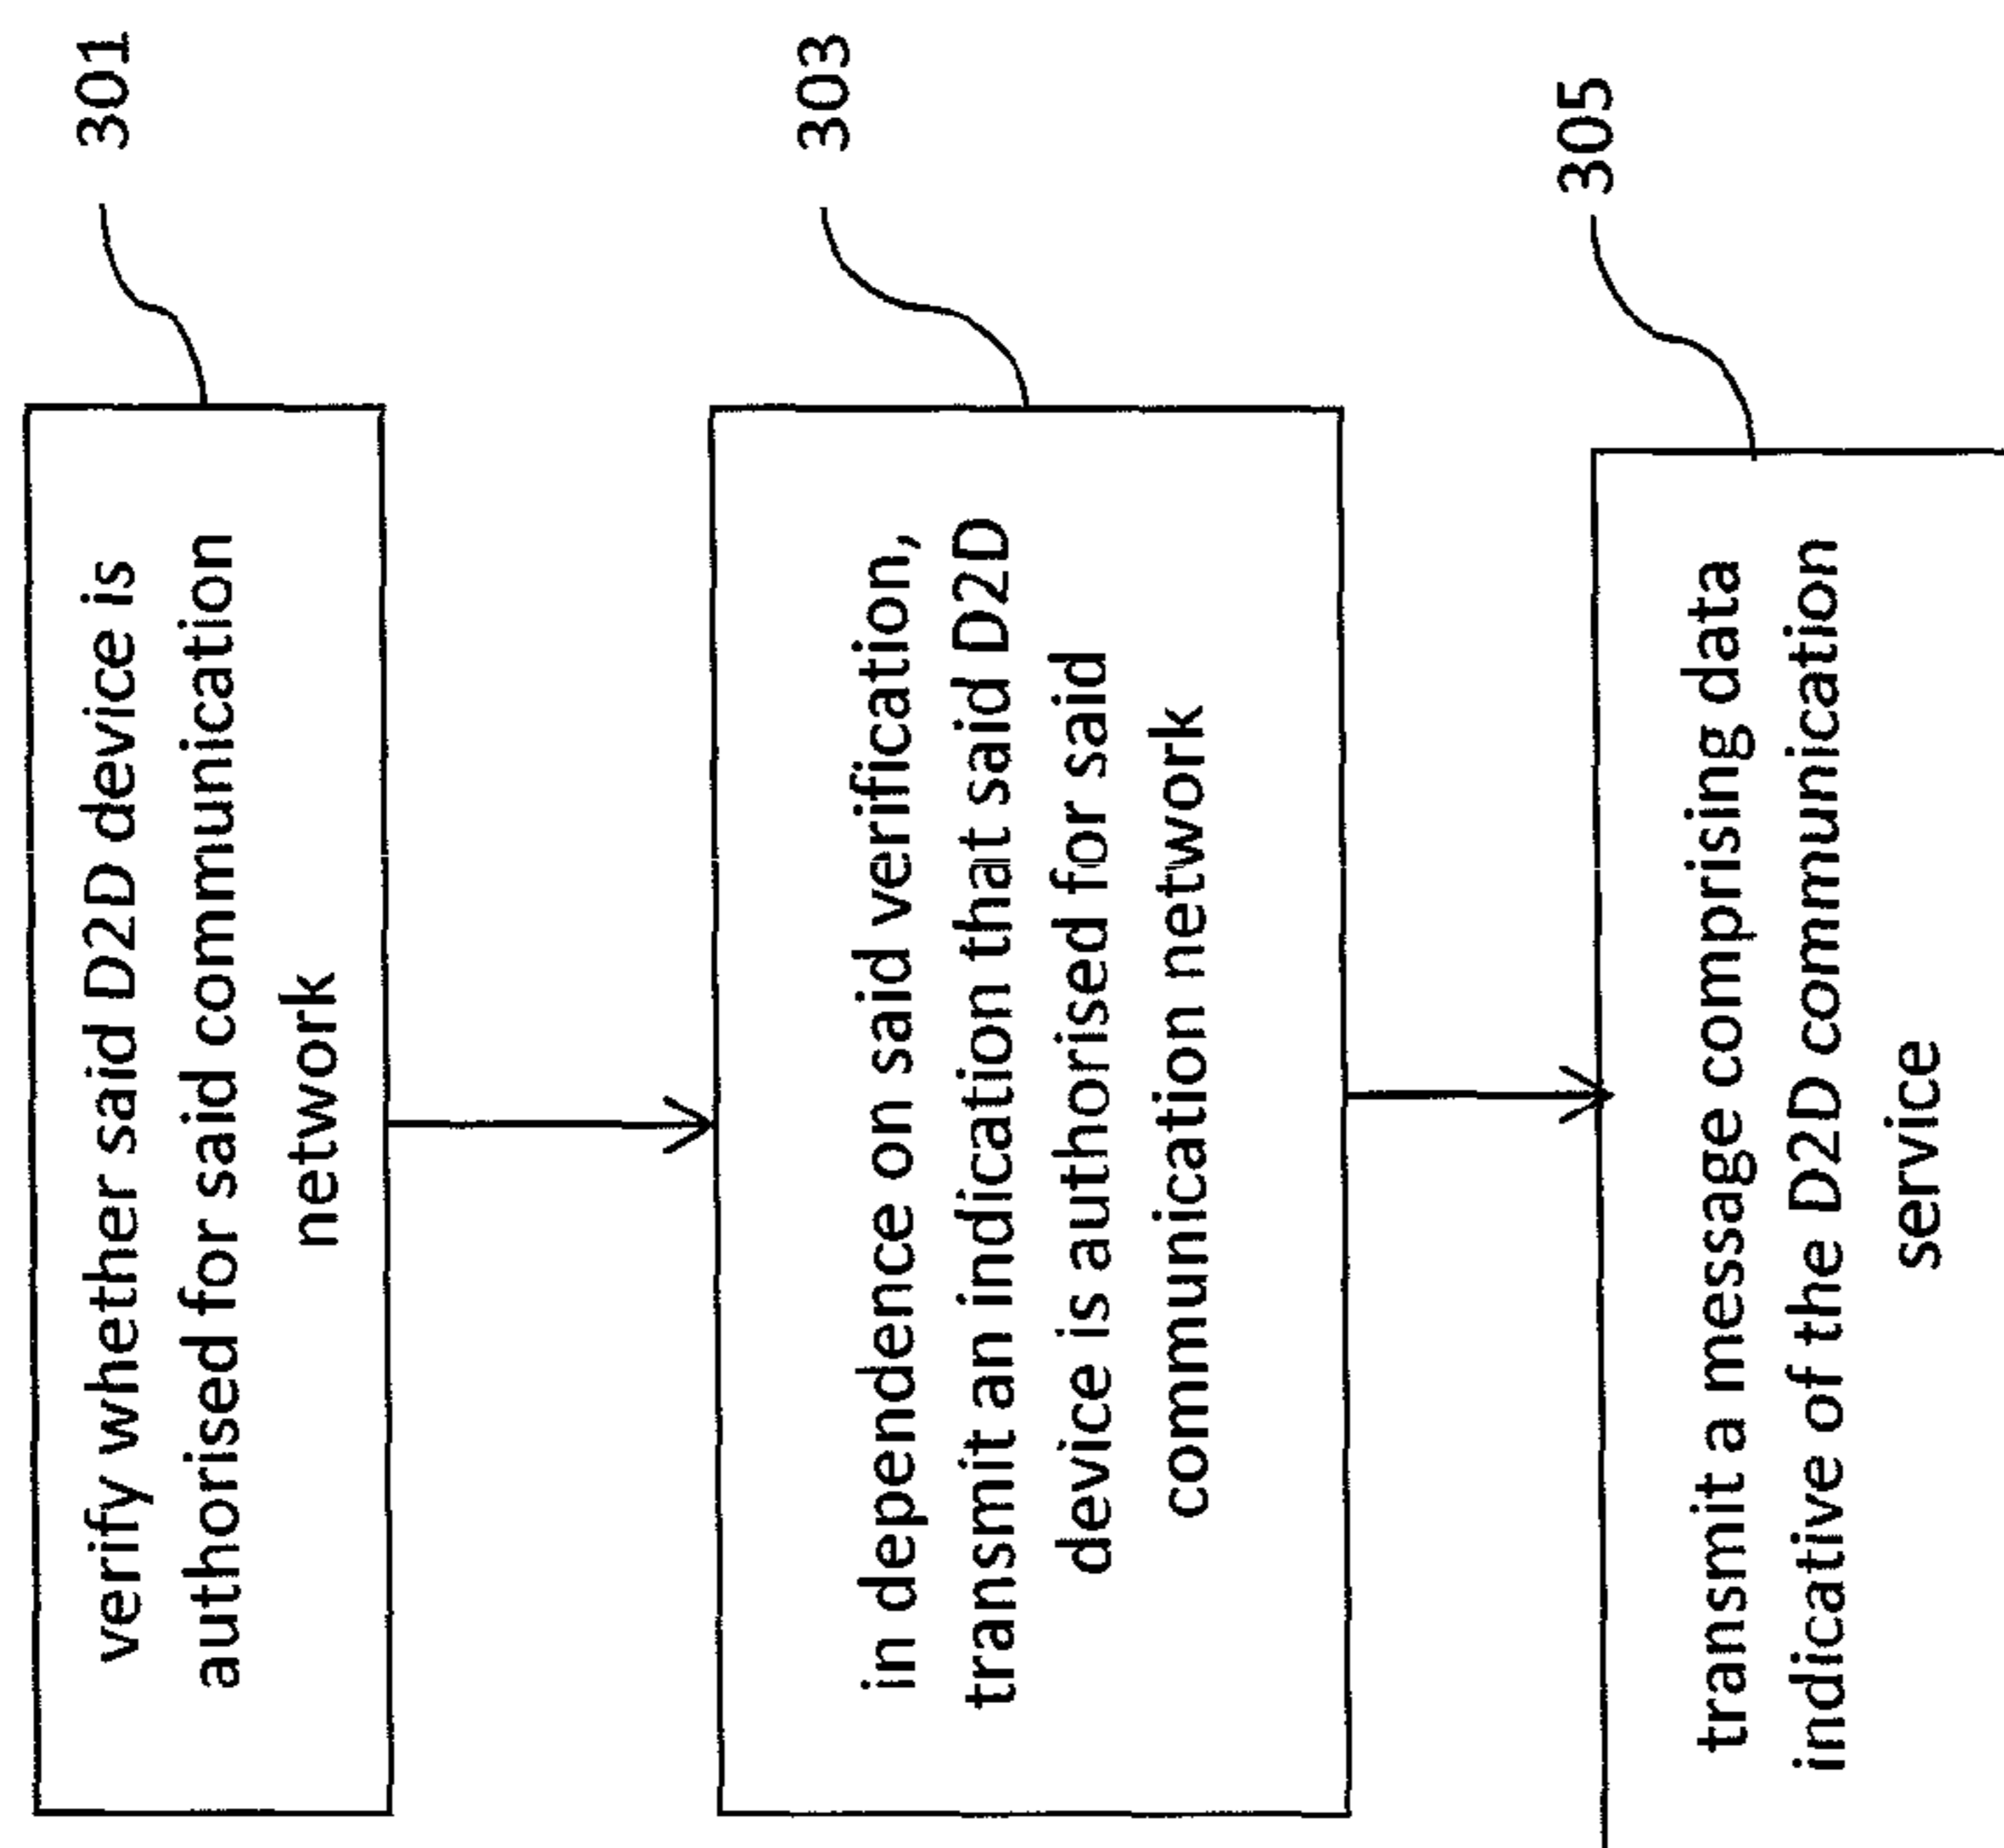 verify whether said D2D device is
authorised for said communication
network
301
in dependence on said verification,
transmit an indication that said D2D
device is authorised for said
communication network
303
transmit a message comprising data
indicative of the D2D communication
service
305